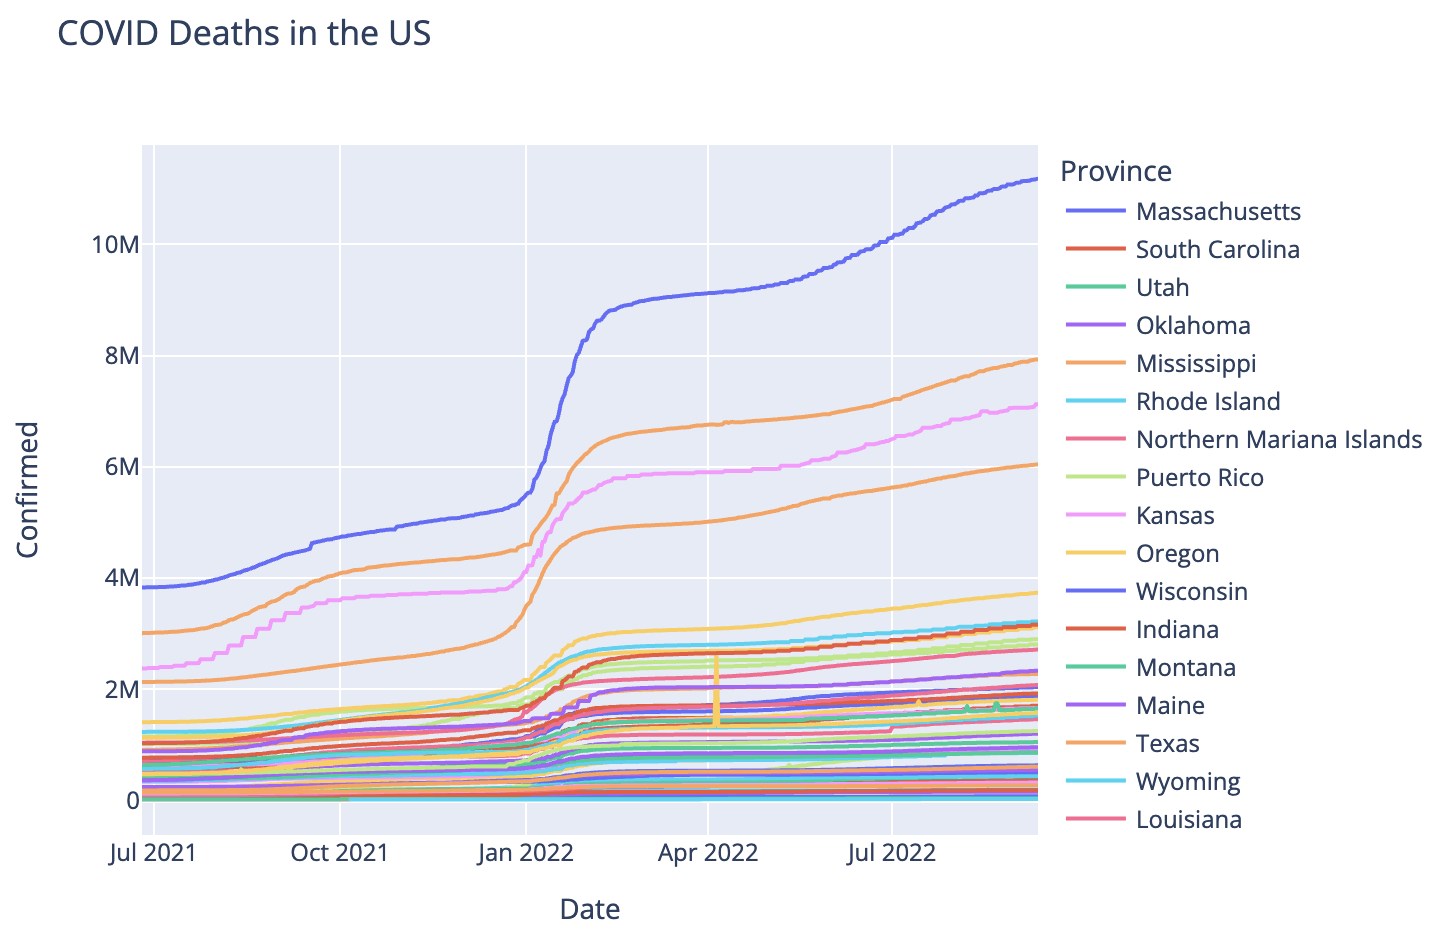 COVID Deaths in the US
Confirmed
10M
8M
6M
4M
2M
0
Jul 2021
Oct 2021
Jan 2022
Apr 2022
Jul 2022
Date
Province
Massachusetts
South Carolina
Utah
Oklahoma
Mississippi
Rhode Island
Northern Mariana Islands
Puerto Rico
Kansas
Oregon
Wisconsin
Indiana
Montana
Maine
Texas
Wyoming
Louisiana